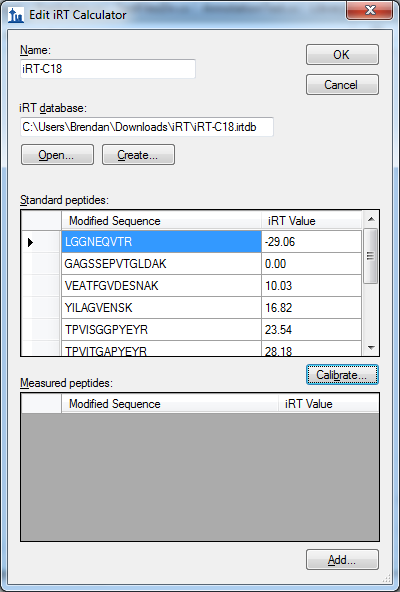 Edit iRT Calculator
Name:
iRT-C18
OK
Cancel
iRT database:
C:\Users\Brendan\Downloads\iRT\iRT-C18.irtdb
Open... Create...
Standard peptides:
Modified Sequence iRT Value
LGGNEQVTR -29.06
GAGSSEPVTGLDAK 0.00
VEATFGVDESNAK 10.03
YILAGVENSK 16.82
TPVISGGPYEYR 23.54
TPVITGAPYEYR 28.18
Calibrate...
Measured peptides:
Modified Sequence iRT Value
Add...